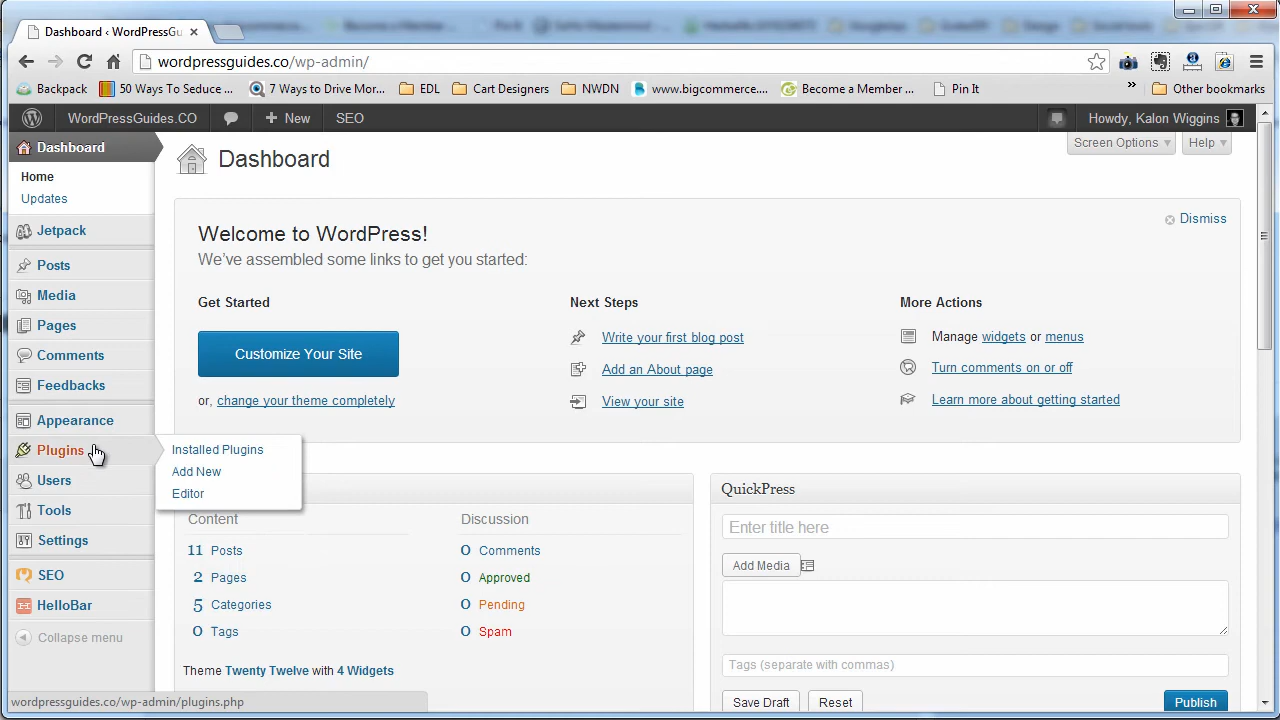 Dashboard ‹ WordPressGu
wordpressguides.co/wp-admin/
Backpack
50 Ways To Seduce ...
7 Ways to Drive Mor...
EDL
Cart Designers
NWDN
www.bigcommerce....
Become a Member ...
Pin It
»
Other bookmarks
WordPressGuides.CO
+ New
SEO
Howdy, Kalon Wiggins
Dashboard
Home
Updates
Jetpack
Posts
Media
Pages
Comments
Feedbacks
Appearance
Plugins
Users
Tools
Settings
SEO
HelloBar
Collapse menu
Installed Plugins
Add New
Editor
Dashboard
Screen Options
Help
Welcome to WordPress!
Dismiss
We've assembled some links to get you started:
Get Started
Customize Your Site
or, change your theme completely
Next Steps
Write your first blog post
Add an About page
View your site
More Actions
Manage widgets or menus
Turn comments on or off
Learn more about getting started
Content
11 Posts
2 Pages
5 Categories
0 Tags
Discussion
0 Comments
0 Approved
0 Pending
0 Spam
Theme Twenty Twelve with 4 Widgets
QuickPress
Enter title here
Add Media
Tags (separate with commas)
Save Draft
Reset
Publish
wordpressguides.co/wp-admin/plugins.php